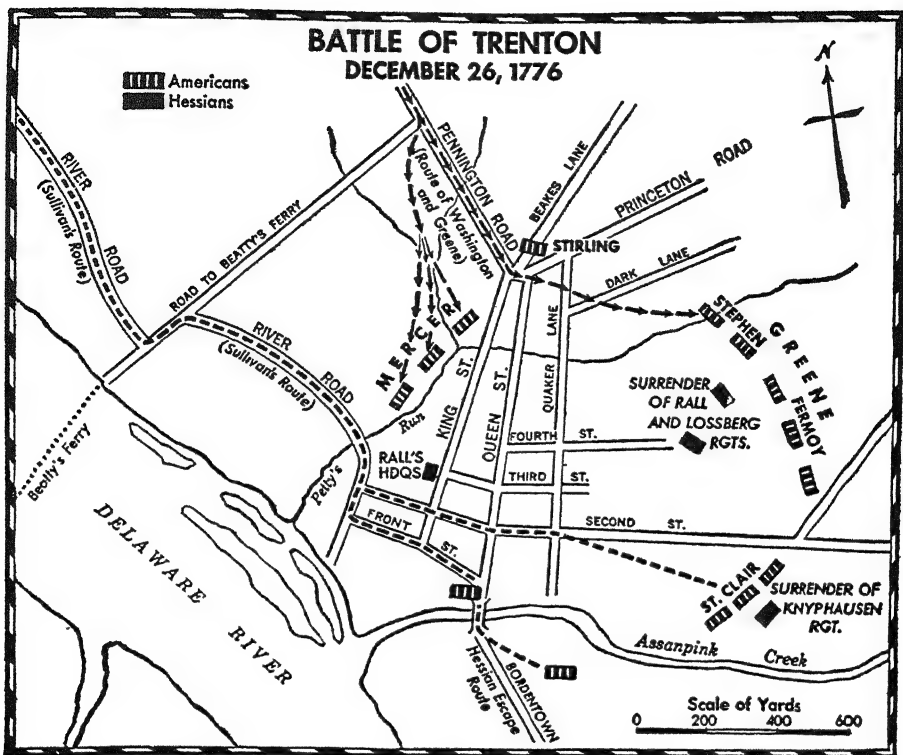 BATTLE OF TRENTON
DECEMBER 26, 1776
Americans
Hessians
N
RIVER ROAD
(Sullivan's Route)
ROAD TO BEATTY'S FERRY
PENNINGTON ROAD
(Route of Washington
and Greene)
BEAKES LANE
PRINCETON ROAD
STIRLING
DARK LANE
RIVER ROAD
(Sullivan's Route)
MERCER
KING ST.
QUEEN ST.
QUAKER LANE
STEPHEN
GREENE
FERMOY
SURRENDER
OF RALL
AND LOSSBERG
RGTS.
Beatty's Ferry
Petty's Run
RALL'S
HDQS.
FOURTH ST.
THIRD ST.
FRONT ST.
SECOND ST.
DELAWARE
RIVER
ST. CLAIR
SURRENDER OF
KNYPHAUSEN
RGT.
Assanpink Creek
Hessian Escape
Route
BORDENTOWN
Scale of Yards
0 200 400 600